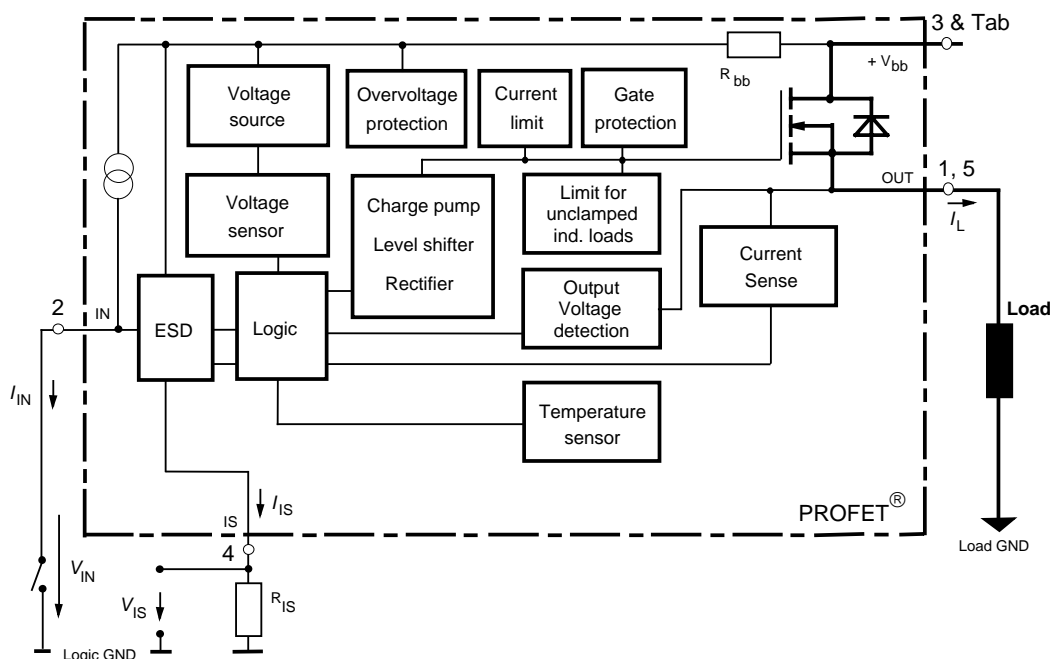 3 & Tab
R bb
+ V bb
Voltage
source
Overvoltage
protection
Current
limit
Gate
protection
Voltage
sensor
Charge pump
Level shifter
Rectifier
Limit for
unclamped
ind. loads
OUT
1, 5
I L
Current
Sense
Output
Voltage
detection
2
IN
ESD
Logic
Load
I IN
Temperature
sensor
I IS
IS
PROFET®
4
Load GND
V IN
V IS
R IS
Logic GND